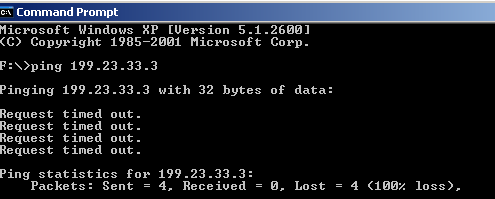 C:\ Command Prompt
Microsoft Windows XP [Version 5.1.2600]
(C) Copyright 1985-2001 Microsoft Corp.
F:\>ping 199.23.33.3
Pinging 199.23.33.3 with 32 bytes of data:
Request timed out.
Request timed out.
Request timed out.
Request timed out.
Ping statistics for 199.23.33.3:
Packets: Sent = 4, Received = 0, Lost = 4 (100% loss),